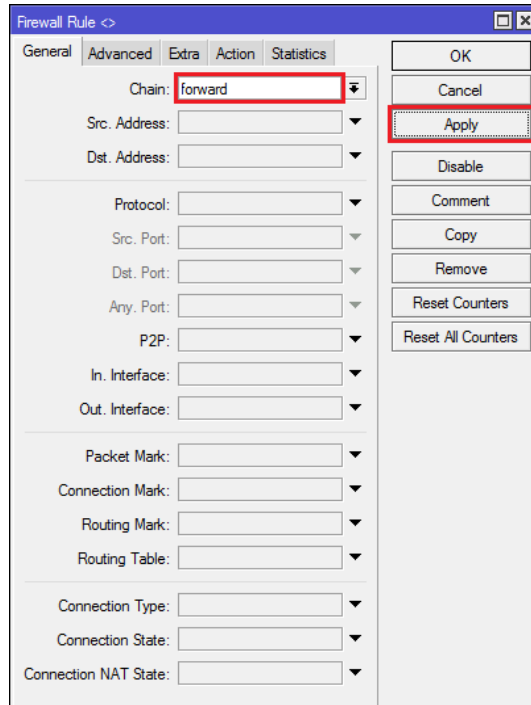 Firewall Rule <>
General Advanced Extra Action Statistics
Chain: forward
Src. Address:
Dst. Address:
Protocol:
Src. Port:
Dst. Port:
Any. Port:
P2P:
In. Interface:
Out. Interface:
Packet Mark:
Connection Mark:
Routing Mark:
Routing Table:
Connection Type:
Connection State:
Connection NAT State:
OK
Cancel
Apply
Disable
Comment
Copy
Remove
Reset Counters
Reset All Counters